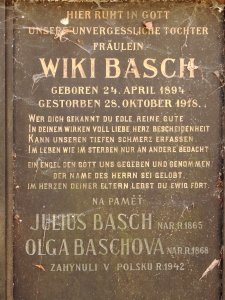 HIER RUHT IN GOTT
UNSERE UNVERGESSLICHE TOCHTER
FRÄULEIN
WIKI BASCH
GEBOREN 24. APRIL 1894
GESTORBEN 28. OKTOBER 1918.
WER DICH GEKANNT DU EDLE REINE GUTE
IN DEINEM WIRKEN VOLL LIEBE HERZ BESCHEIDENHEIT
KANN UNSEREN TIEFEN SCHMERZ ERFASSEN
IM LEBEN WIE IM STERBEN NUR AN ANDERE BEDACHT
EIN ENGEL DEN GOTT UNS GEGEBEN UND GENOMMEN
DER NAME DES HERRN SEI GELOBT.
IM HERZEN DEINER ELTERN LEBST DU EWIG FORT.
NA PAMĚŤ
JULIUS BASCH NAR. R. 1865
OLGA BASCHOVÁ NAR. R. 1868
ZAHYNULI V POLSKU R. 1942